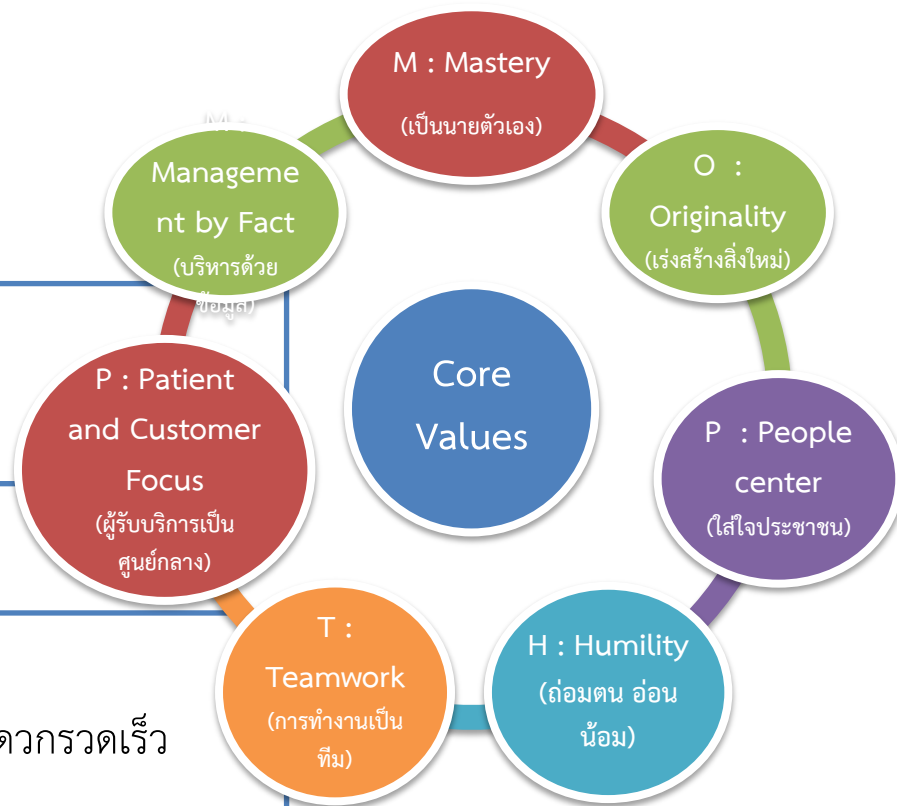 M : Mastery
(เป็นนายตัวเอง)
O :
Originality
(เร่งสร้างสิ่งใหม่)
P : People
center
(ใส่ใจประชาชน)
H : Humility
(ถ่อมตน อ่อน
น้อม)
T :
Teamwork
(การทำงานเป็น
ทีม)
P : Patient
and Customer
Focus
(ผู้รับบริการเป็น
ศูนย์กลาง)
M :
Manageme
nt by Fact
(บริหารด้วย
ข้อมูล)
Core
Values
ดวกรวดเร็ว